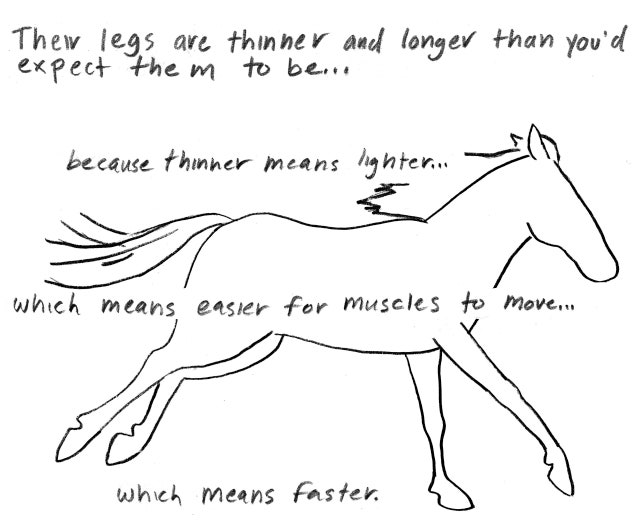 Their legs are thinner and longer than you'd
expect them to be...
because thinner means lighter...
which means easier for muscles to move...
which means faster.